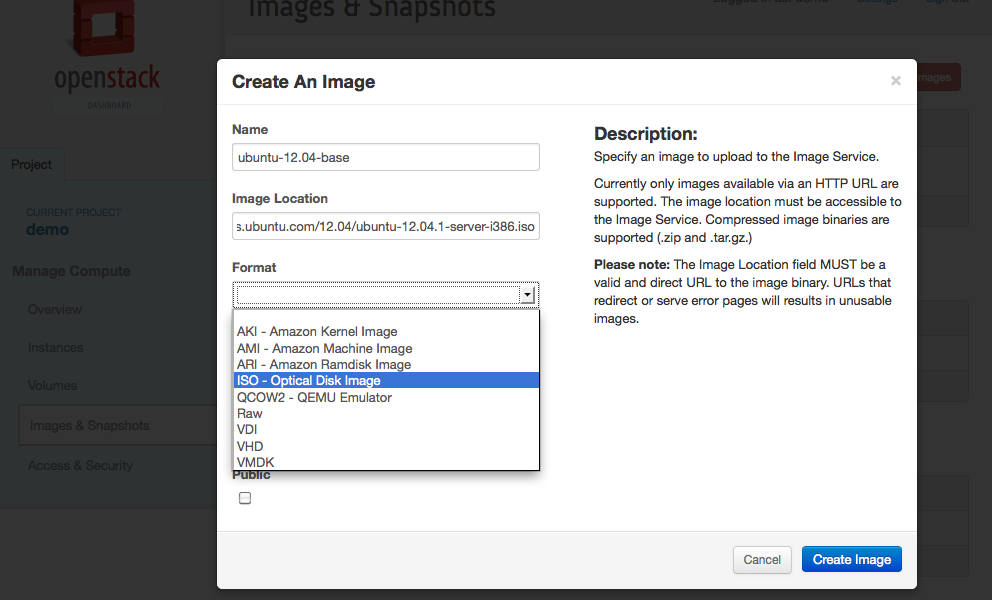 Images & Snapshots
Settings
Sign Out
openstack
DASHBOARD
Project
CURRENT PROJECT
demo
Manage Compute
Overview
Instances
Volumes
Images & Snapshots
Access & Security
Create An Image
×
Name
ubuntu-12.04-base
Image Location
s.ubuntu.com/12.04/ubuntu-12.04.1-server-i386.iso
Format
AKI - Amazon Kernel Image
AMI - Amazon Machine Image
ARI - Amazon Ramdisk Image
ISO - Optical Disk Image
QCOW2 - QEMU Emulator
Raw
VDI
VHD
VMDK
Public
Description:
Specify an image to upload to the Image Service.
Currently only images available via an HTTP URL are
supported. The image location must be accessible to
the Image Service. Compressed image binaries are
supported (.zip and .tar.gz.)
Please note: The Image Location field MUST be a
valid and direct URL to the image binary. URLs that
redirect or serve error pages will results in unusable
images.
Cancel
Create Image